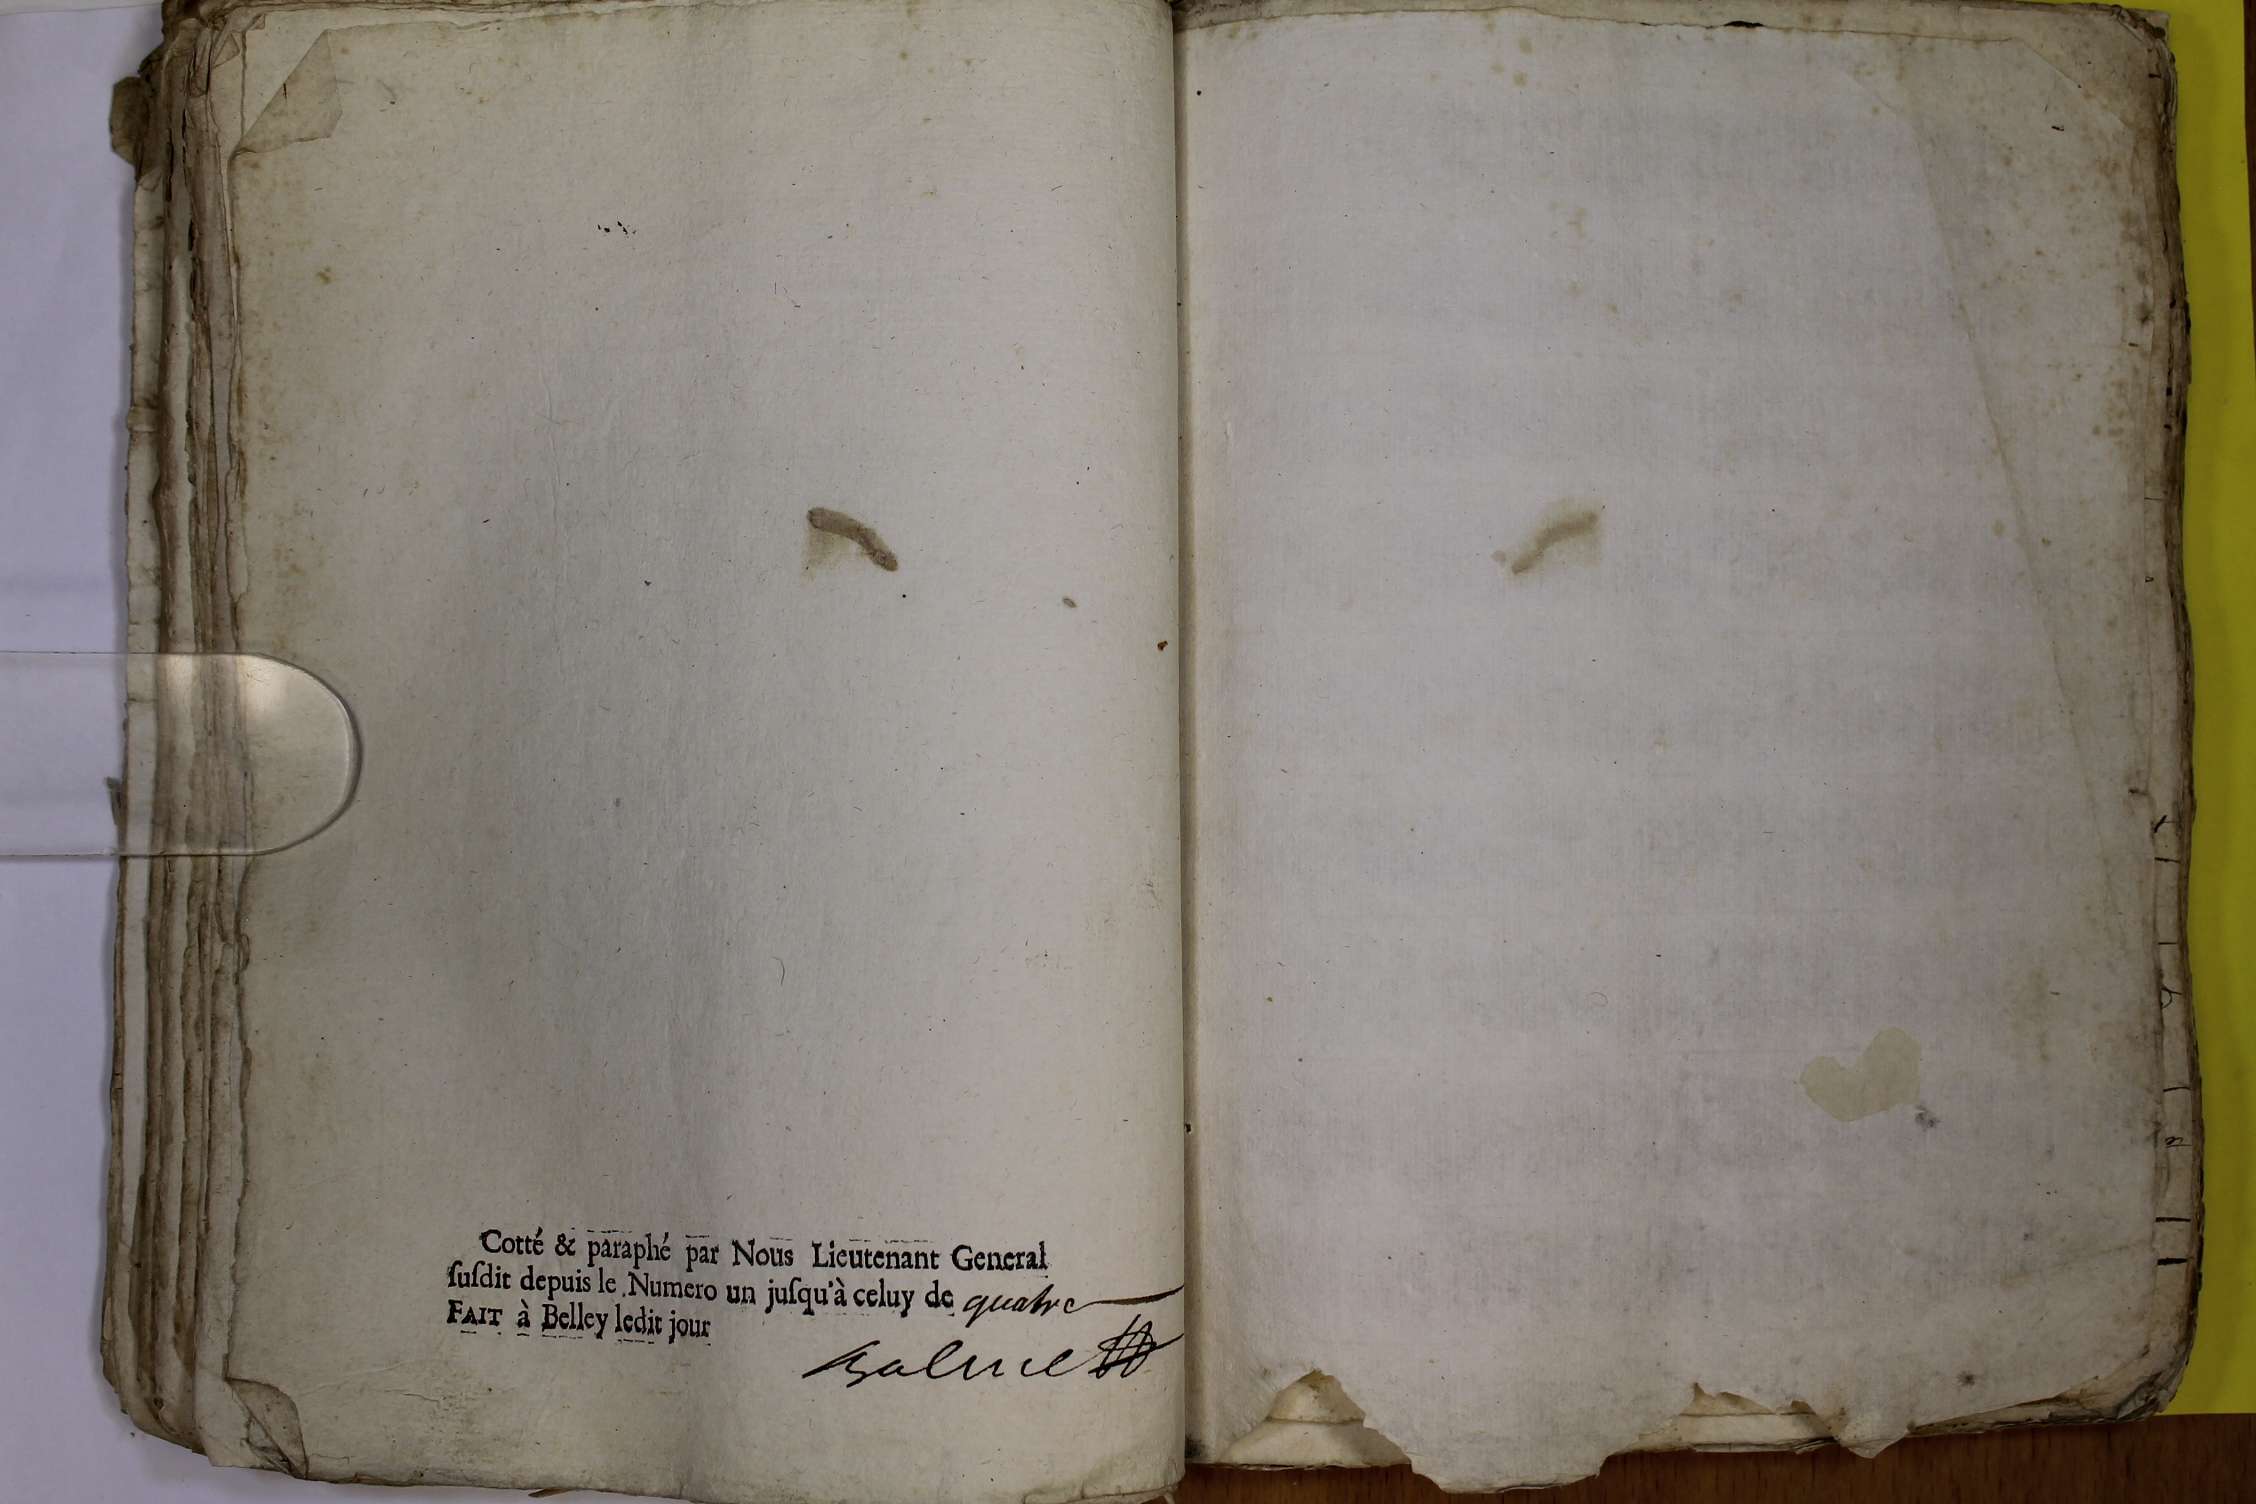 Cotté & paraphé par Nous Lieutenant General
ſuſdit depuis le Numero un juſqu'à celuy de quatre
FAIT à Belley ledit jour
Balme